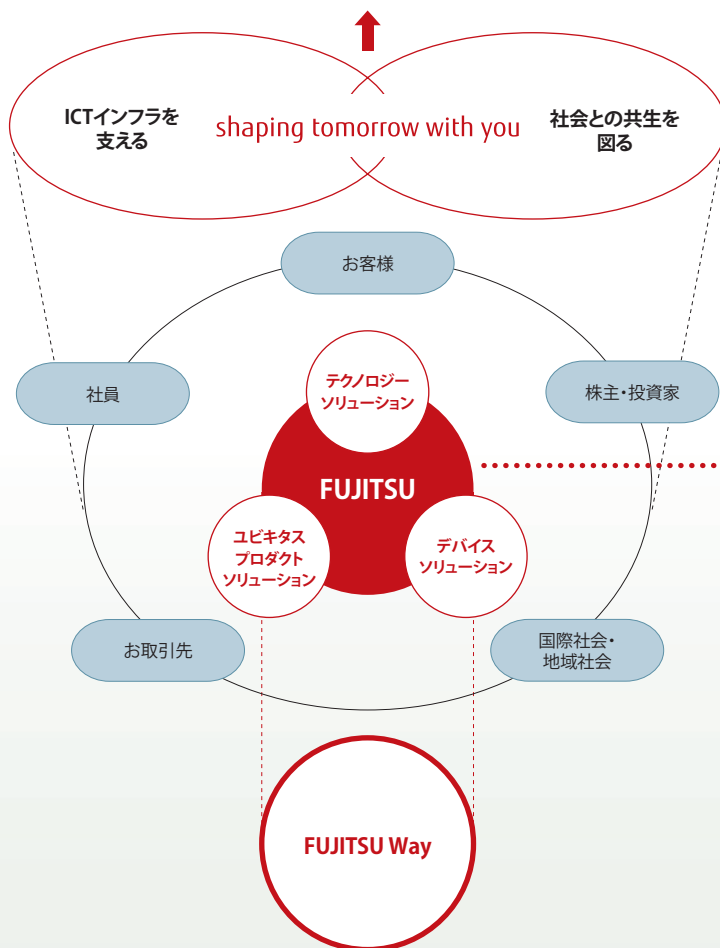 ICTインフラを
支える
shaping tomorrow with you
社会との共生を
図る
お客様
社員
株主・投資家
テクノロジー
ソリューション
FUJITSU
ユビキタス
プロダクト
ソリューション
デバイス
ソリューション
お取引先
国際社会・
地域社会
FUJITSU Way